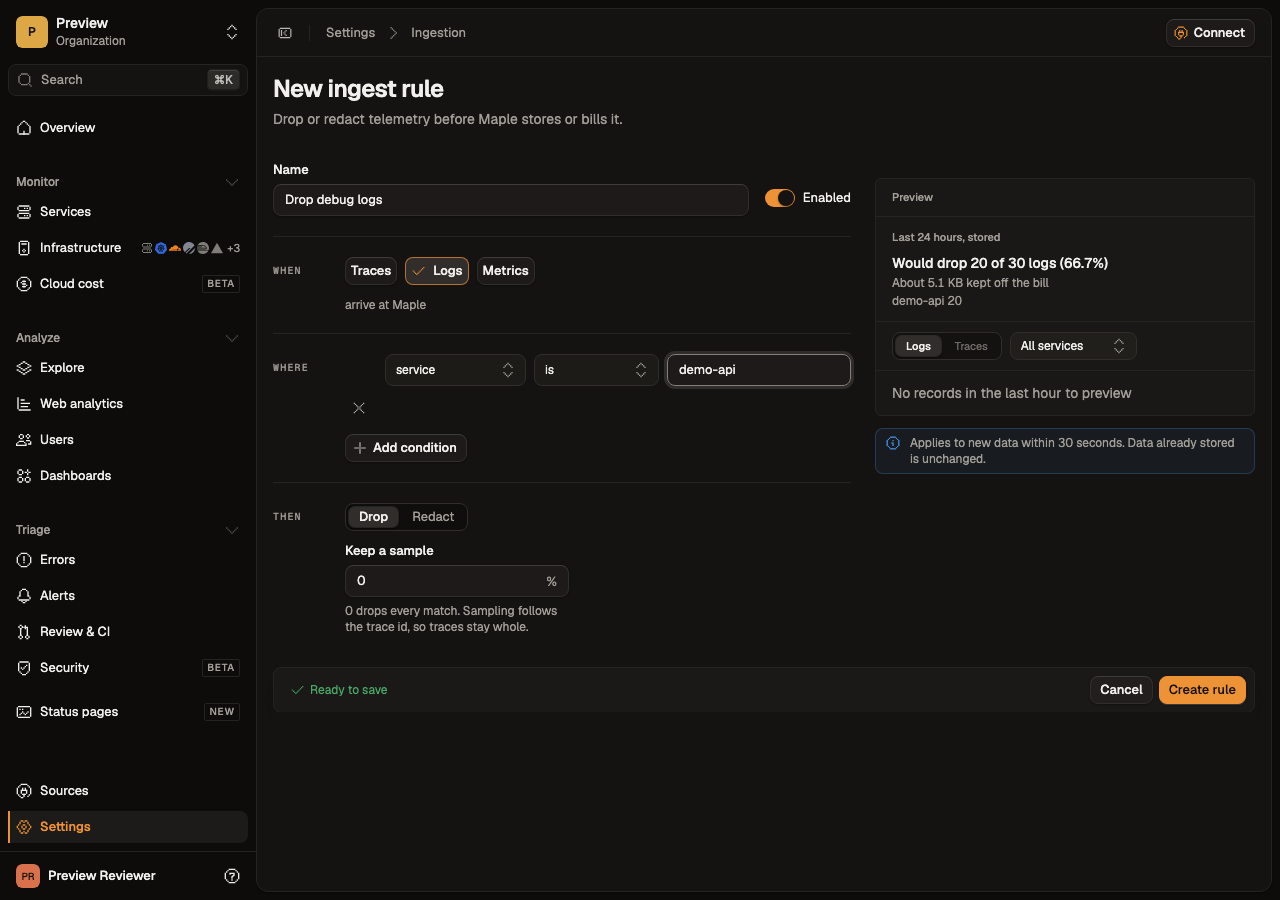 P
Preview
Organization
Search
⌘K
Overview
Monitor
Services
Infrastructure
+3
Cloud cost
BETA
Analyze
Explore
Web analytics
Users
Dashboards
Triage
Errors
Alerts
Review & CI
Security
BETA
Status pages
NEW
Sources
Settings
PR
Preview Reviewer
Settings
Ingestion
Connect
New ingest rule
Drop or redact telemetry before Maple stores or bills it.
Name
Drop debug logs
Enabled
WHEN
Traces
Logs
Metrics
arrive at Maple
WHERE
service
is
demo-api
Add condition
THEN
Drop
Redact
Keep a sample
0
%
0 drops every match. Sampling follows
the trace id, so traces stay whole.
Preview
Last 24 hours, stored
Would drop 20 of 30 logs (66.7%)
About 5.1 KB kept off the bill
demo-api 20
Logs
Traces
All services
No records in the last hour to preview
Applies to new data within 30 seconds. Data already stored
is unchanged.
Ready to save
Cancel
Create rule